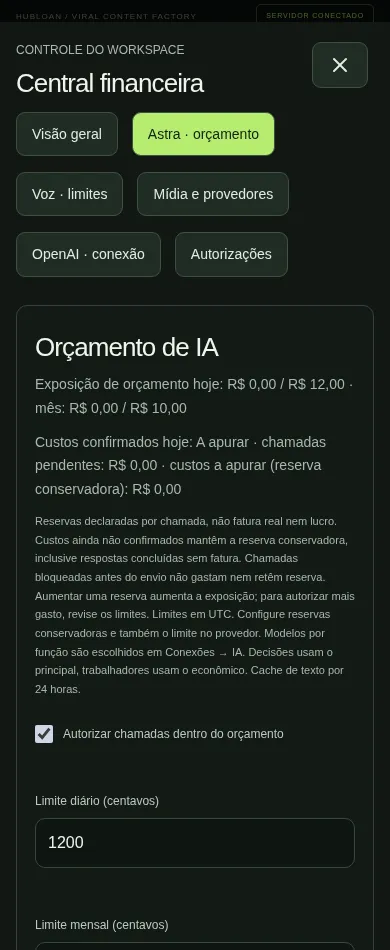 HUBLOAN / VIRAL CONTENT FACTORY
SERVIDOR CONECTADO
CONTROLE DO WORKSPACE
Central financeira
Visão geral
Astra · orçamento
Voz · limites
Mídia e provedores
OpenAI · conexão
Autorizações
Orçamento de IA
Exposição de orçamento hoje: R$ 0,00 / R$ 12,00 ·
mês: R$ 0,00 / R$ 10,00
Custos confirmados hoje: A apurar · chamadas
pendentes: R$ 0,00 · custos a apurar (reserva
conservadora): R$ 0,00
Reservas declaradas por chamada, não fatura real nem lucro.
Custos ainda não confirmados mantêm a reserva conservadora,
inclusive respostas concluídas sem fatura. Chamadas
bloqueadas antes do envio não gastam nem retêm reserva.
Aumentar uma reserva aumenta a exposição; para autorizar mais
gasto, revise os limites. Limites em UTC. Configure reservas
conservadoras e também o limite no provedor. Modelos por
função são escolhidos em Conexões → IA. Decisões usam o
principal, trabalhadores usam o econômico. Cache de texto por
24 horas.
Autorizar chamadas dentro do orçamento
Limite diário (centavos)
1200
Limite mensal (centavos)